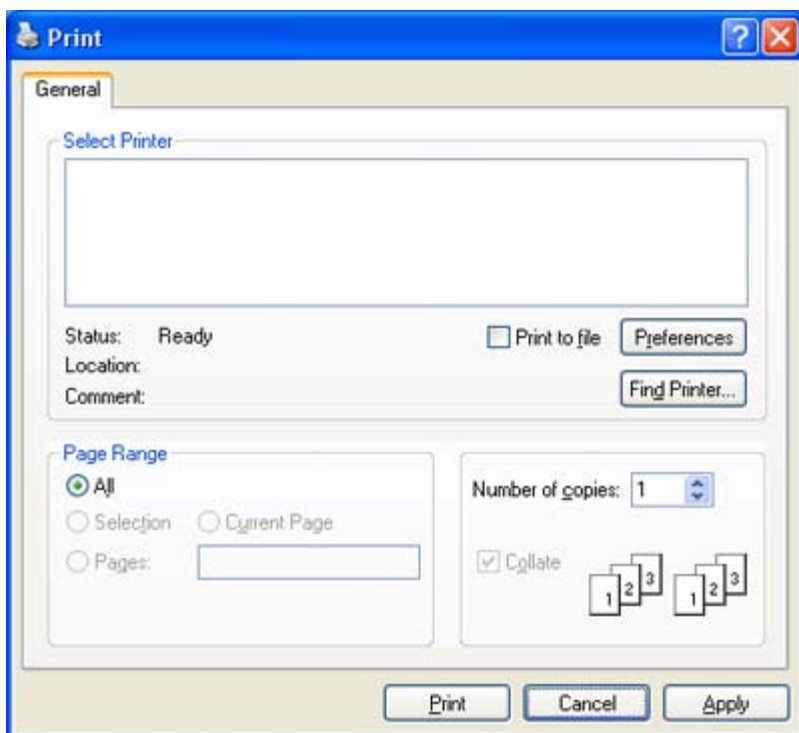 Print
General
Select Printer
Status: Ready
Print to file
Preferences
Location:
Find Printer...
Comment:
Page Range
All
Selection
Current Page
Pages:
Number of copies: 1
Collate
1 2 3 1 2 3
Print Cancel Apply